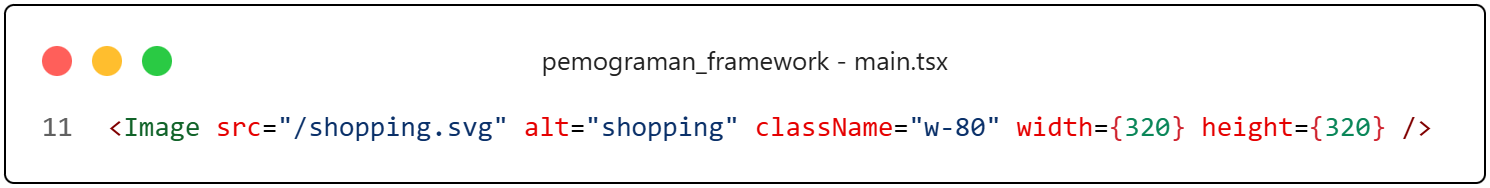 pemograman_framework - main.tsx
11 <Image src="/shopping.svg" alt="shopping" className="w-80" width={320} height={320} />